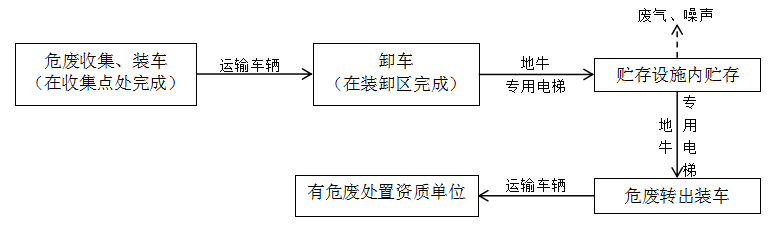 废气、噪声
危废收集、装车
（在收集点处完成）
运输车辆
卸车
（在装卸区完成）
地牛
专用电梯
贮存设施内贮存
地牛
专用电梯
危废转出装车
运输车辆
有危废处置资质单位